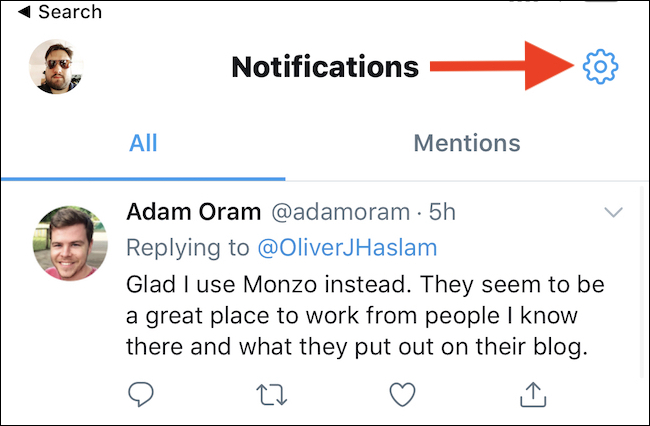 ◀ Search
Notifications
All
Mentions
Adam Oram @adamoram · 5h
Replying to @OliverJHaslam
Glad I use Monzo instead. They seem to be
a great place to work from people I know
there and what they put out on their blog.